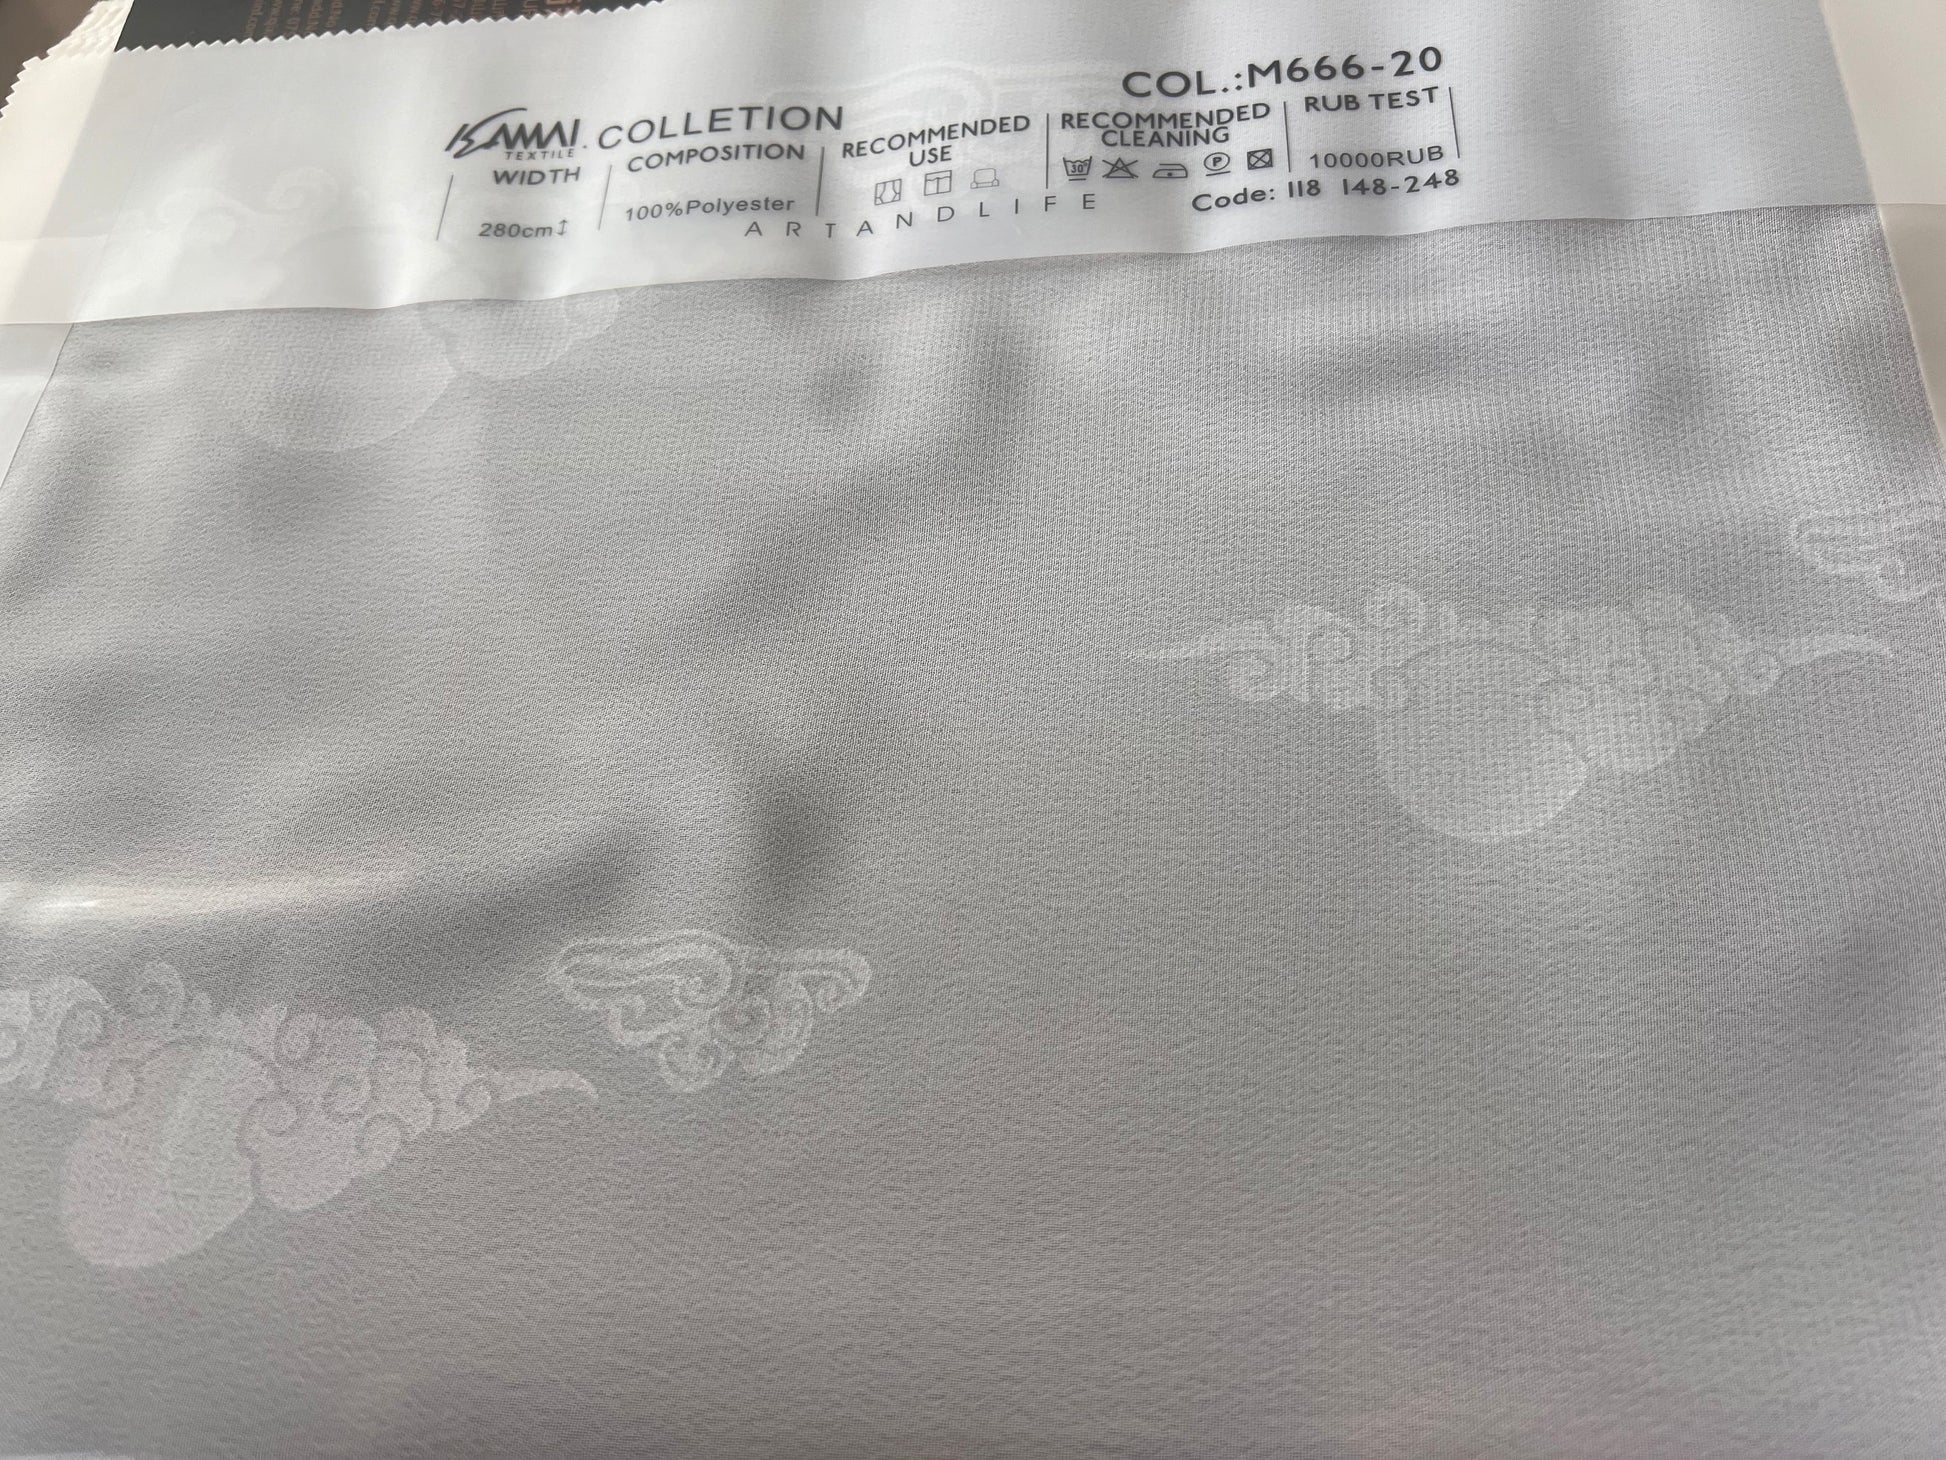 COL.:M666-20
KAMAI. COLLETION
TEXTILE
WIDTH
280cm↕
COMPOSITION
100%Polyester
RECOMMENDED
USE
RECOMMENDED
CLEANING
30°
P
RUB TEST
10000RUB
ARTANDLIFE
Code: 118 148-248